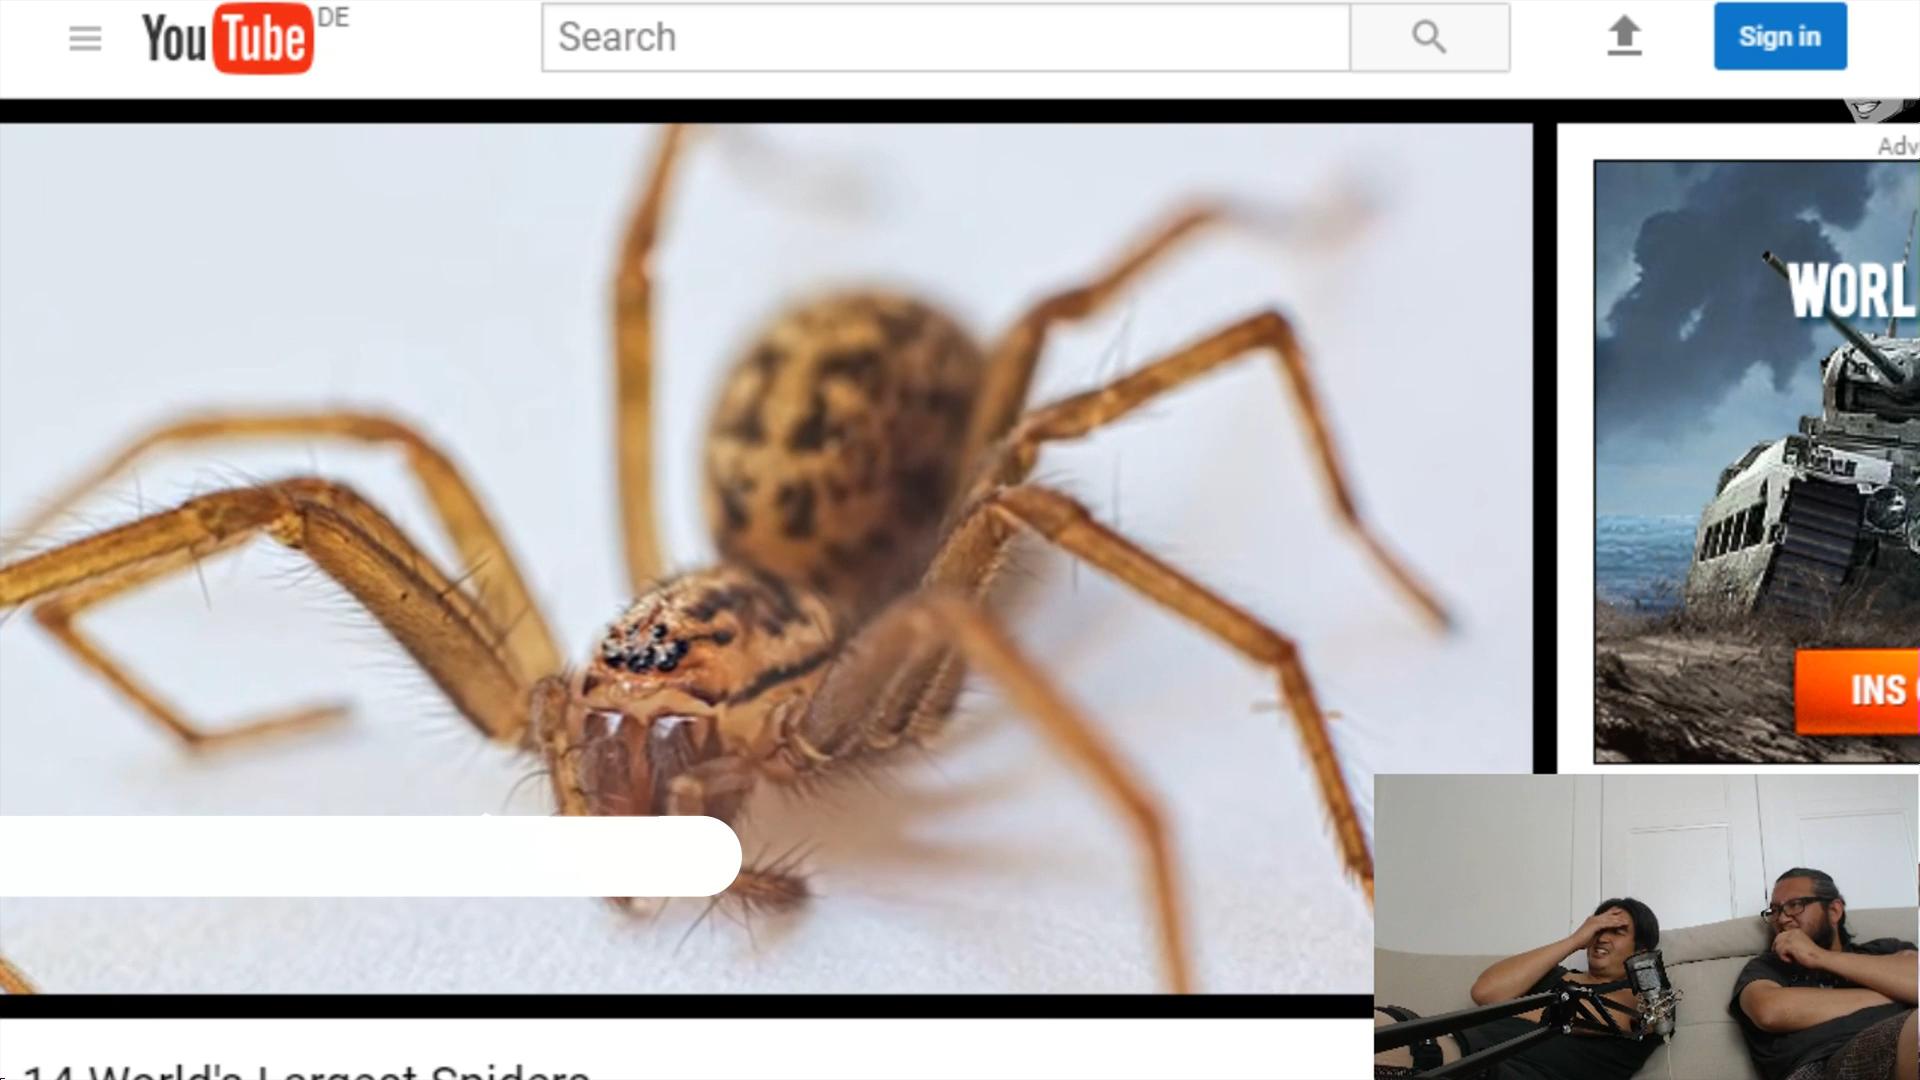 YouTube DE
Search
Sign in
Adv
WORL
INS
14 World's Largest Spiders